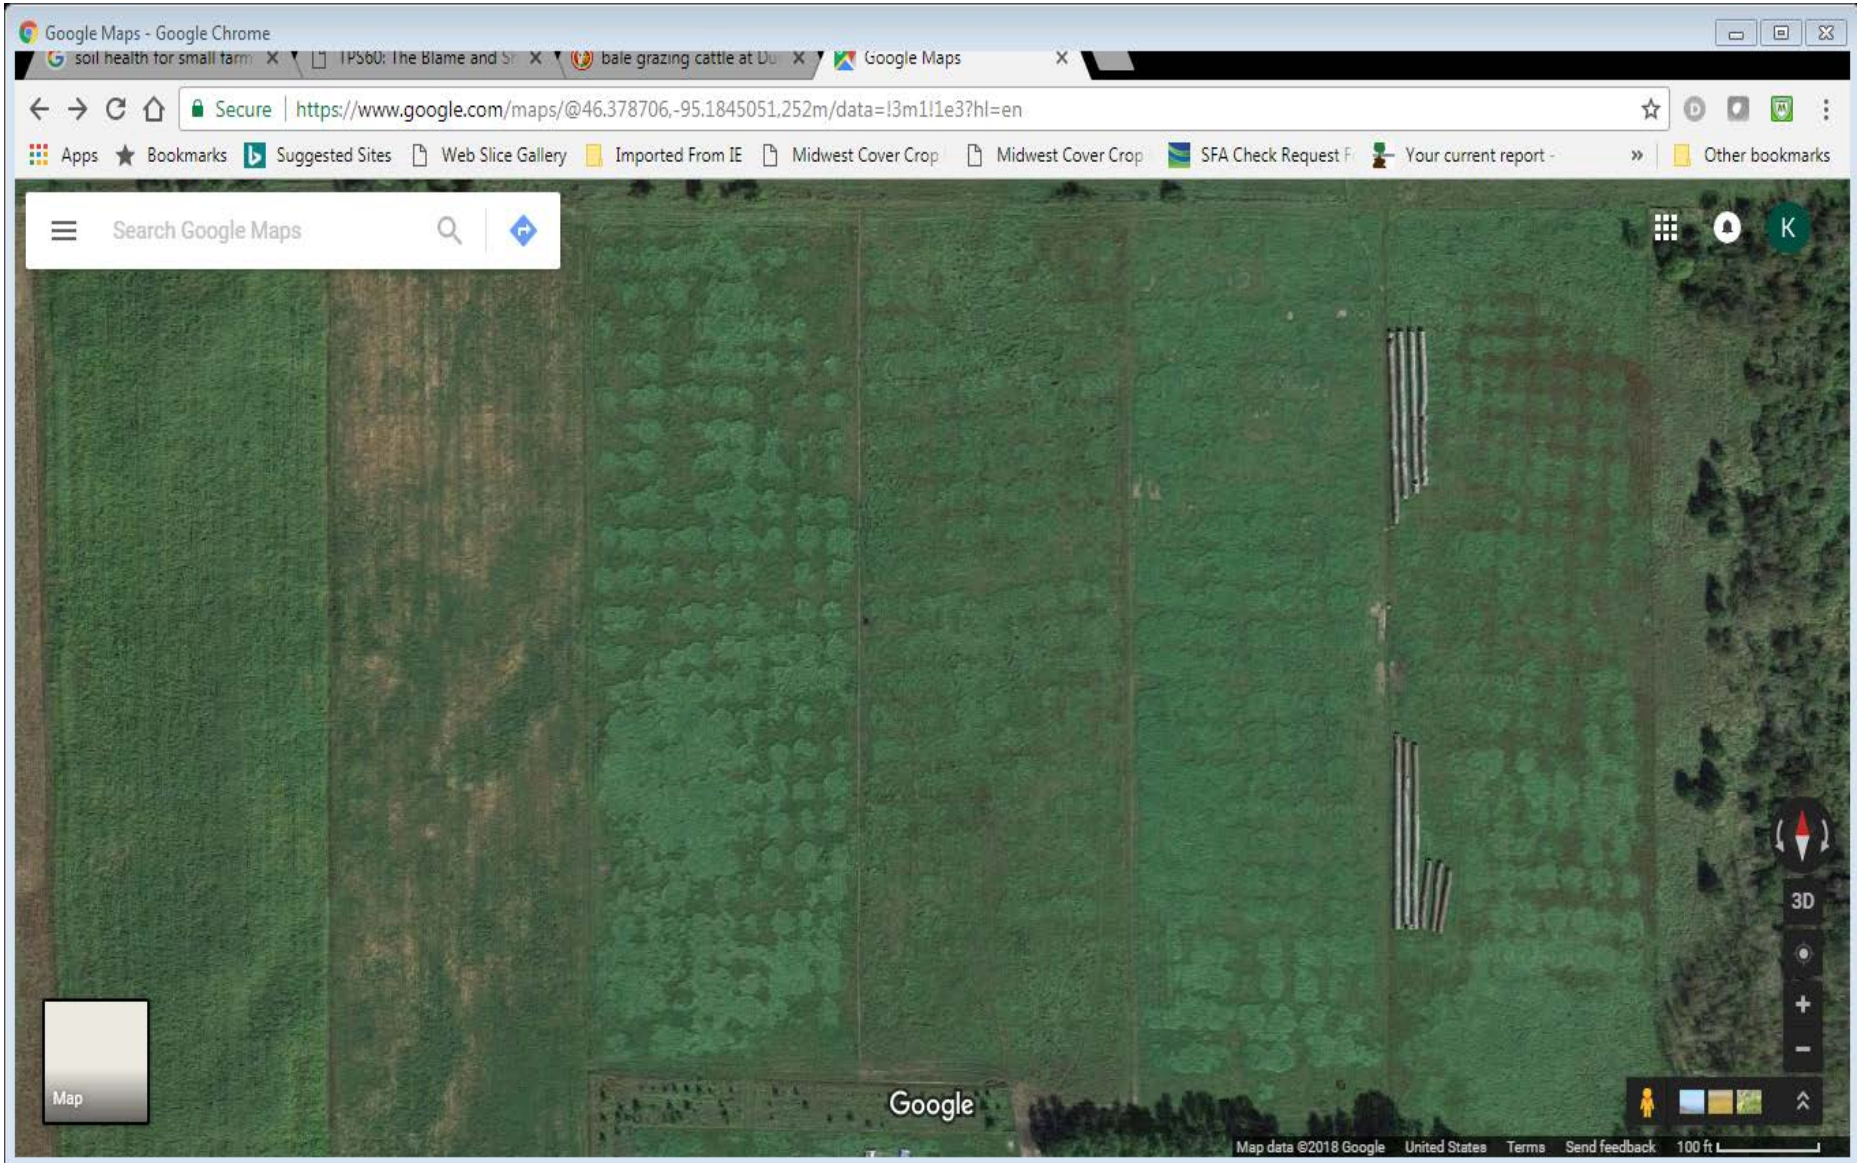 Google Maps - Google Chrome
soil health for small farm TPS60: The Blame and Sh bale grazing cattle at Du Google Maps
Secure https://www.google.com/maps/@46.378706,-95.1845051,252m/data=!3m1!1e3?hl=en
Apps Bookmarks Suggested Sites Web Slice Gallery Imported From IE Midwest Cover Crop Midwest Cover Crop SFA Check Request F Your current report - » Other bookmarks
Search Google Maps
K
3D
Map
Google
Map data ©2018 Google United States Terms Send feedback 100 ft